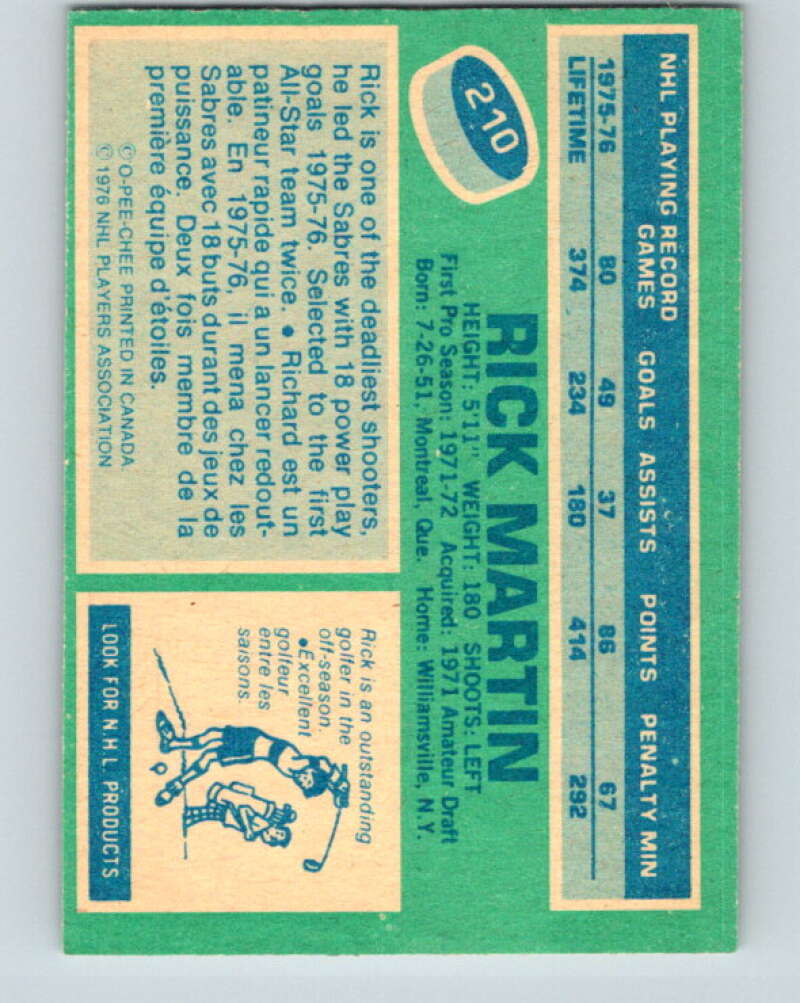 NHL PLAYING RECORD
GAMES GOALS ASSISTS POINTS PENALTY MIN
1975-76 80 49 37 86 67
LIFETIME 374 234 180 414 292
210
RICK MARTIN
HEIGHT: 5'11" WEIGHT: 180 SHOOTS: LEFT
First Pro Season: 1971-72 Acquired: 1971 Amateur Draft
Born: 7-26-51, Montreal, Que. Home: Williamsville, N.Y.
Rick is one of the deadliest shooters,
he led the Sabres with 18 power play
goals 1975-76. Selected to the first
All-Star team twice. • Richard est un
patineur rapide qui a un lancer redout-
able. En 1975-76, il mena chez les
Sabres avec 18 buts durant des jeux de
puissance. Deux fois membre de la
première équipe d'étoiles.
©O-PEE-CHEE PRINTED IN CANADA
©1976 NHL PLAYERS ASSOCIATION
Rick is an outstanding
golfer in the
off-season.
•Excellent
golfeur
entre les
saisons.
LOOK FOR N.H.L. PRODUCTS